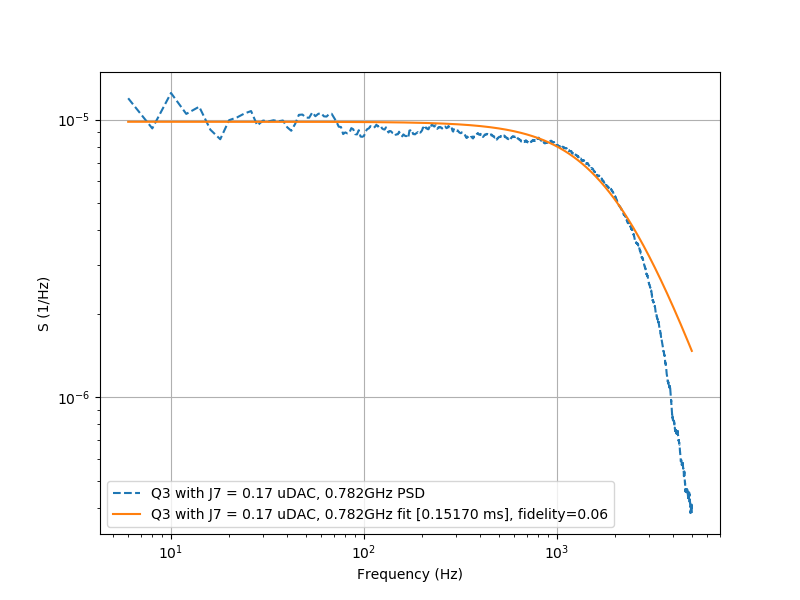 10⁻⁵
10⁻⁶
S (1/Hz)
Q3 with J7 = 0.17 uDAC, 0.782GHz PSD
Q3 with J7 = 0.17 uDAC, 0.782GHz fit [0.15170 ms], fidelity=0.06
10¹ 10² 10³
Frequency (Hz)